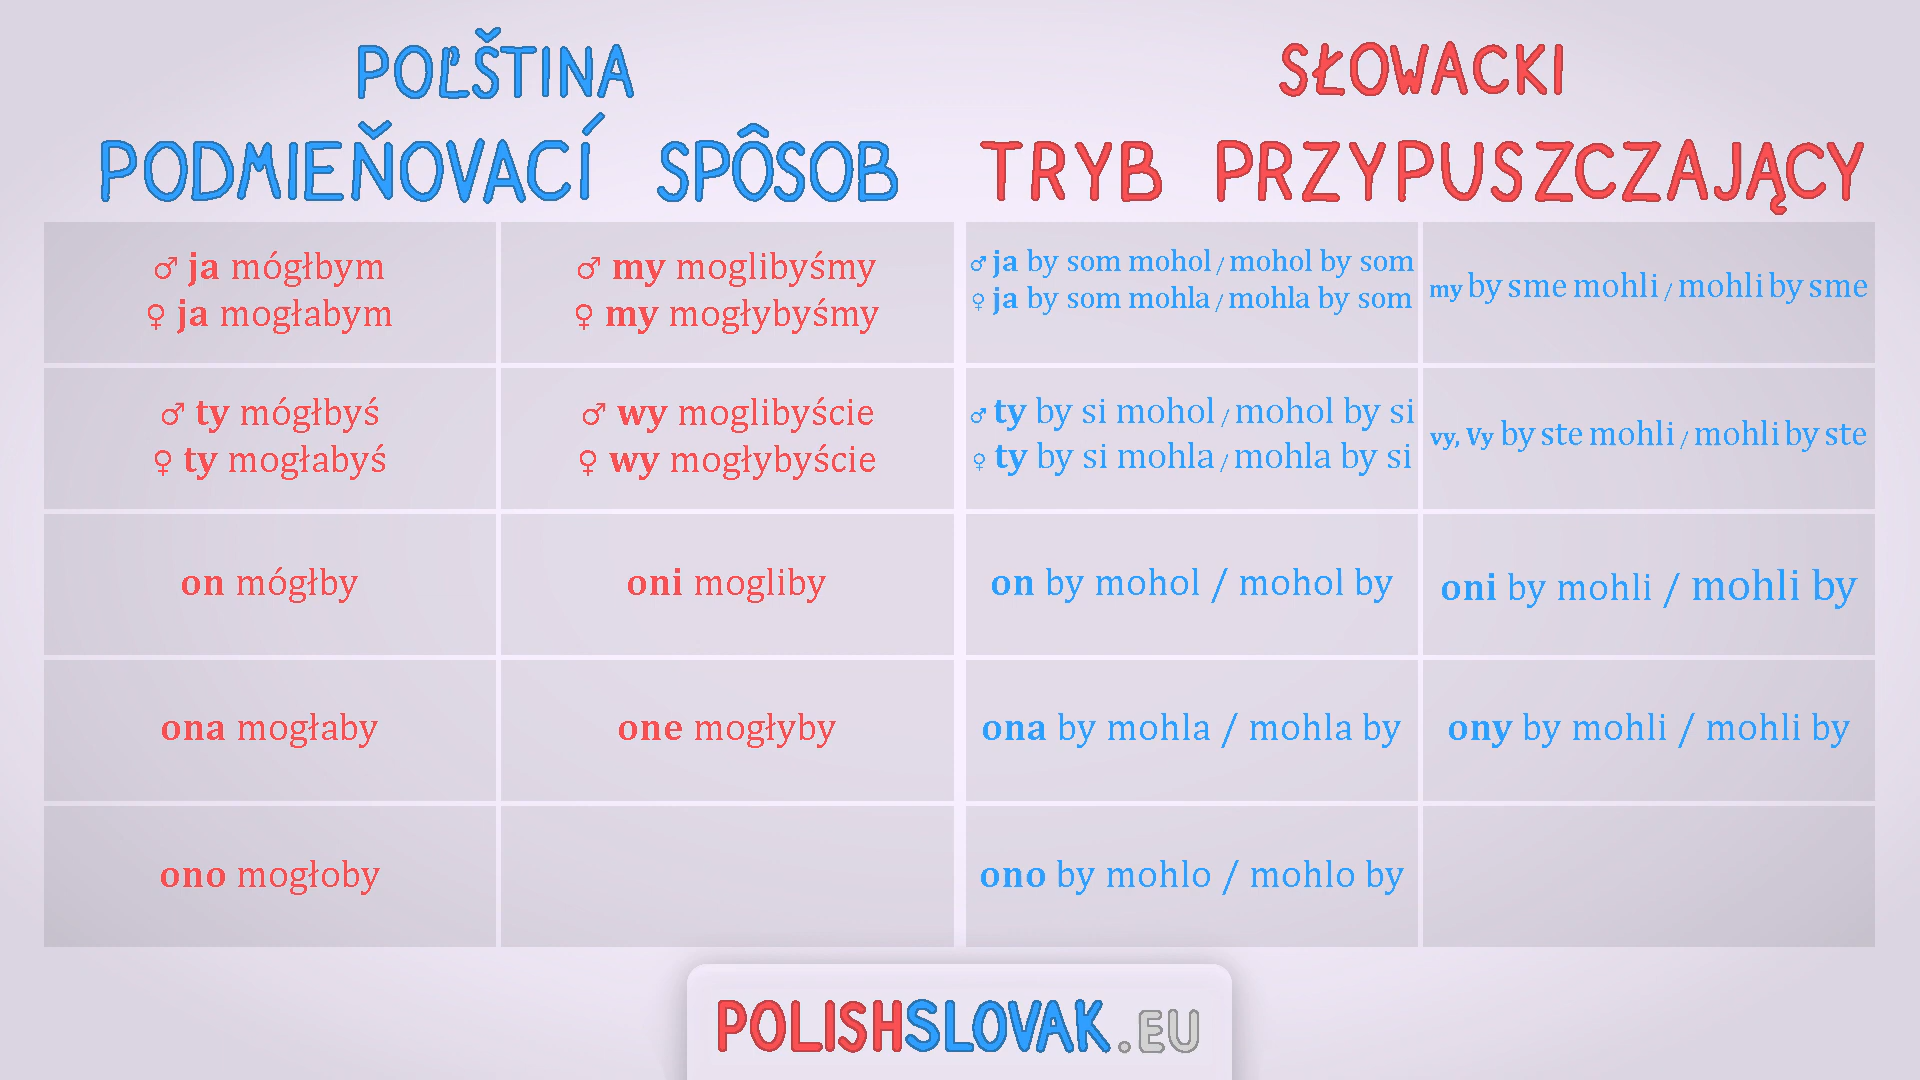 POĽŠTINA
PODMIEŇOVACÍ SPÔSOB
♂ ja mógłbym
♀ ja mogłabym
♂ my moglibyśmy
♀ my mogłybyśmy
♂ ty mógłbyś
♀ ty mogłabyś
♂ wy moglibyście
♀ wy mogłybyście
on mógłby
oni mogliby
ona mogłaby
one mogłyby
ono mogłoby
SŁOWACKI
TRYB PRZYPUSZCZAJĄCY
♂ ja by som mohol / mohol by som
♀ ja by som mohla / mohla by som
my by sme mohli / mohli by sme
♂ ty by si mohol / mohol by si
♀ ty by si mohla / mohla by si
vy, Vy by ste mohli / mohli by ste
on by mohol / mohol by
oni by mohli / mohli by
ona by mohla / mohla by
ony by mohli / mohli by
ono by mohlo / mohlo by
POLISHSLOVAK.EU